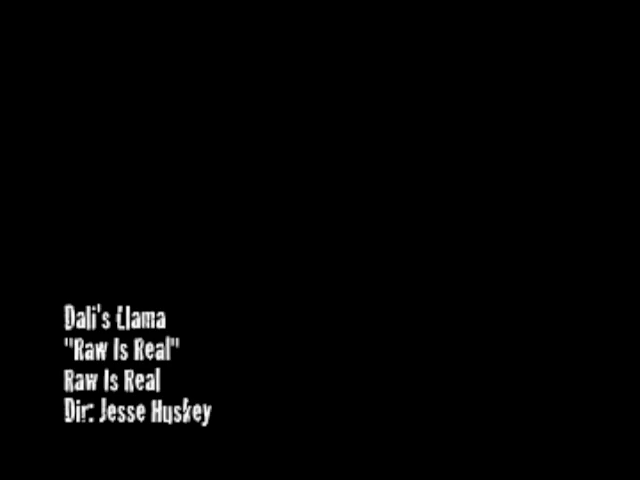 Dali's Llama
"Raw Is Real"
Raw Is Real
Dir: Jesse Huskey